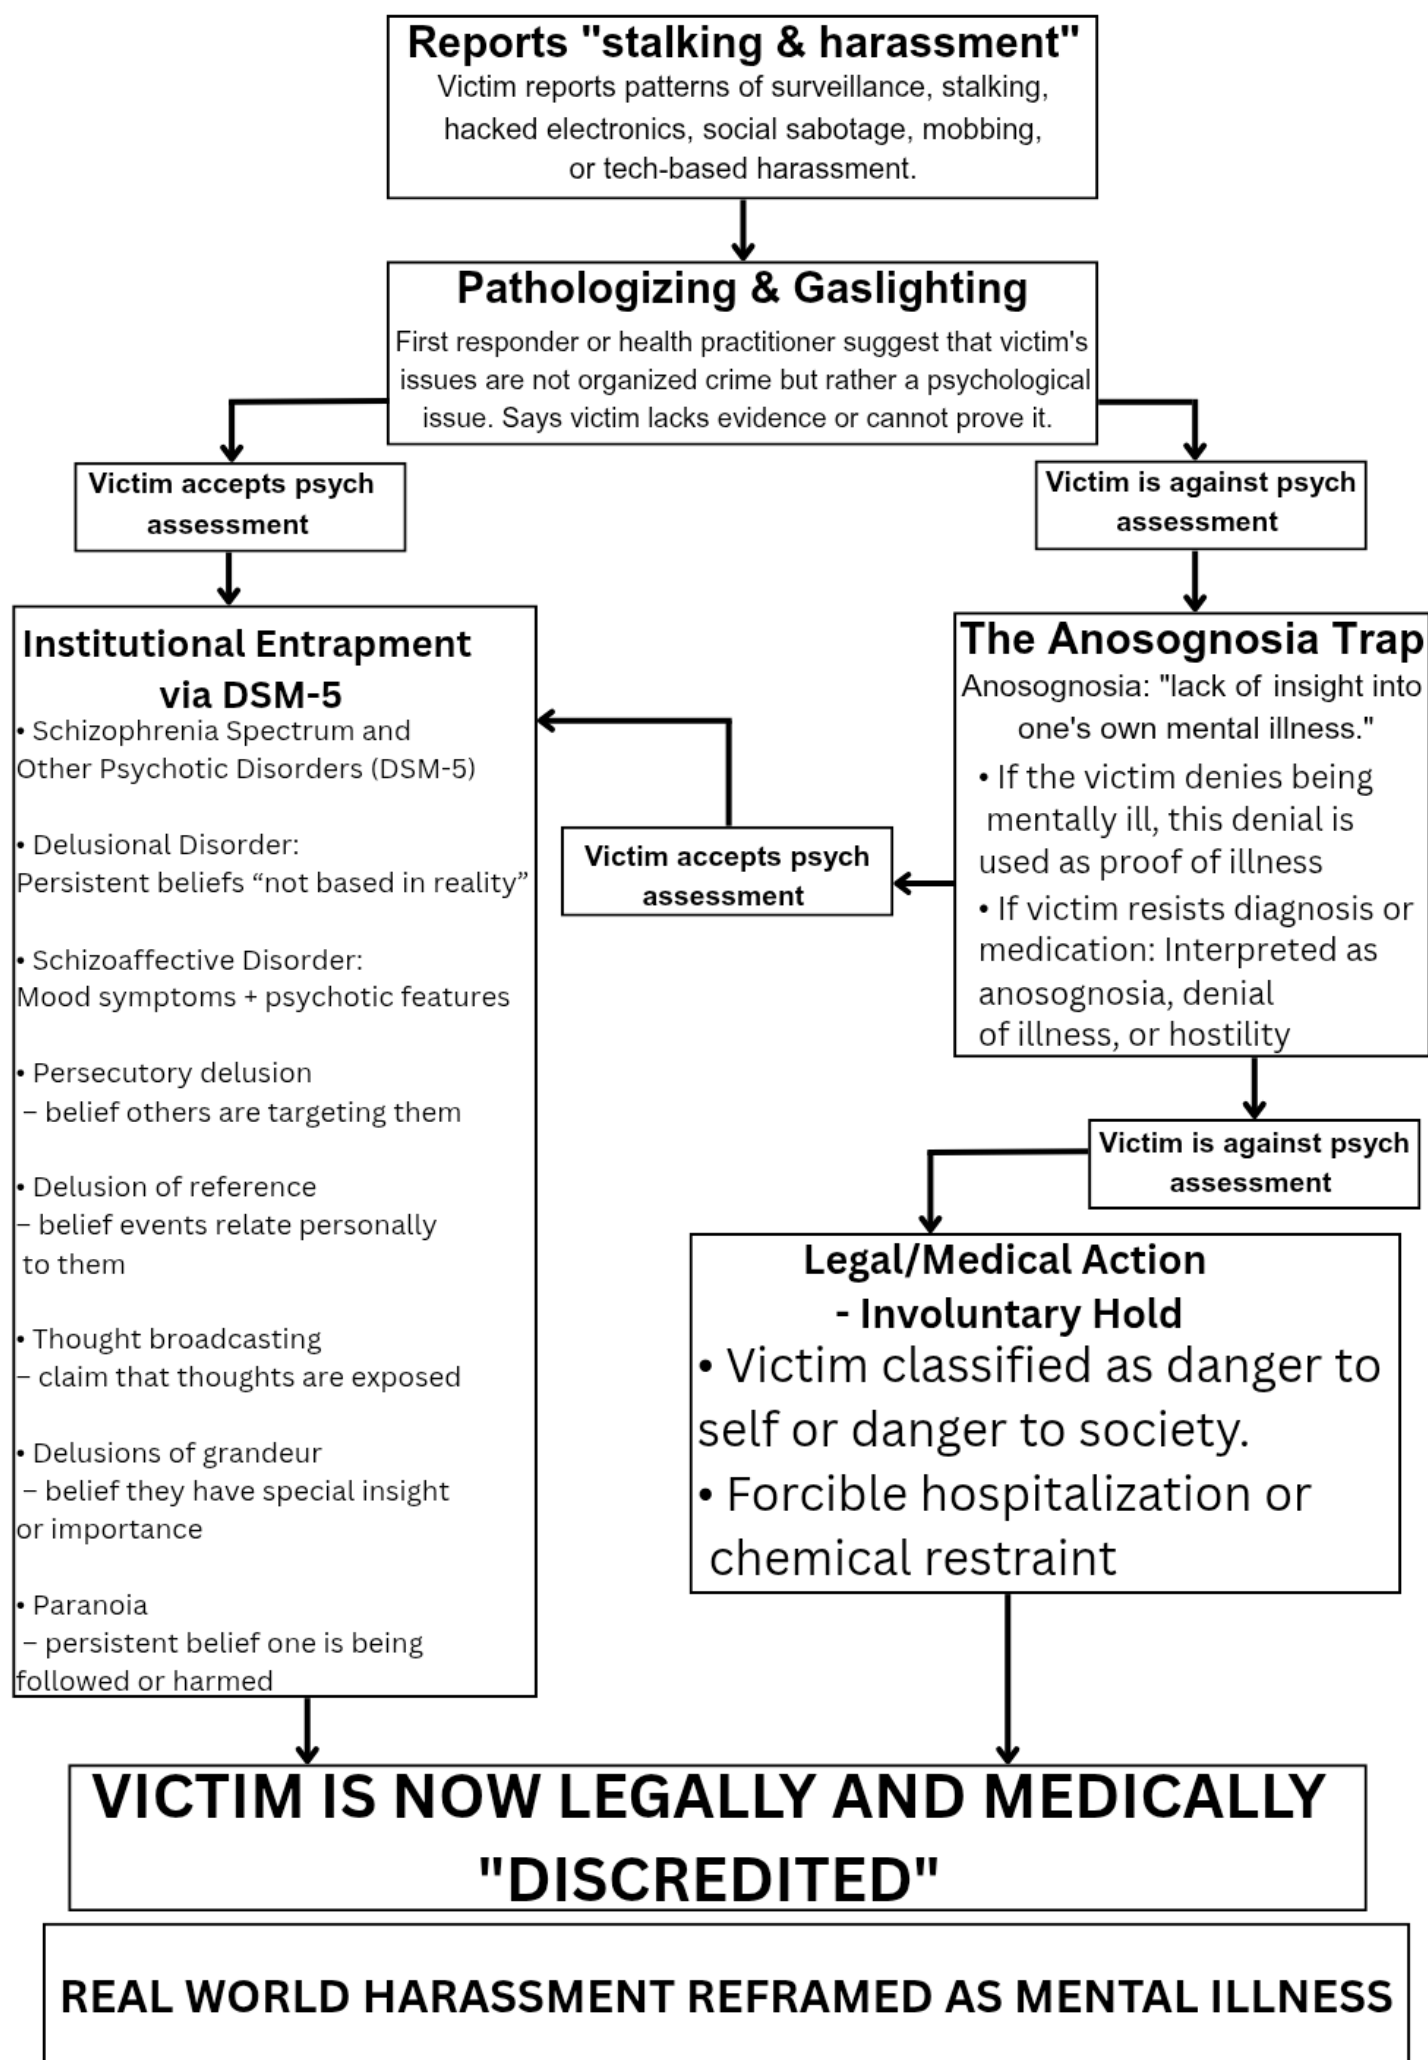 Reports "stalking & harassment"
Victim reports patterns of surveillance, stalking,
hacked electronics, social sabotage, mobbing,
or tech-based harassment.
Pathologizing & Gaslighting
First responder or health practitioner suggest that victim's
issues are not organized crime but rather a psychological
issue. Says victim lacks evidence or cannot prove it.
Victim accepts psych
assessment
Victim is against psych
assessment
Institutional Entrapment
via DSM-5
• Schizophrenia Spectrum and
Other Psychotic Disorders (DSM-5)
• Delusional Disorder:
Persistent beliefs “not based in reality”
• Schizoaffective Disorder:
Mood symptoms + psychotic features
• Persecutory delusion
– belief others are targeting them
• Delusion of reference
– belief events relate personally
to them
• Thought broadcasting
– claim that thoughts are exposed
• Delusions of grandeur
– belief they have special insight
or importance
• Paranoia
– persistent belief one is being
followed or harmed
The Anosognosia Trap
Anosognosia: "lack of insight into
one's own mental illness."
• If the victim denies being
mentally ill, this denial is
used as proof of illness
• If victim resists diagnosis or
medication: Interpreted as
anosognosia, denial
of illness, or hostility
Victim accepts psych
assessment
Victim is against psych
assessment
Legal/Medical Action
- Involuntary Hold
• Victim classified as danger to
self or danger to society.
• Forcible hospitalization or
chemical restraint
VICTIM IS NOW LEGALLY AND MEDICALLY
"DISCREDITED"
REAL WORLD HARASSMENT REFRAMED AS MENTAL ILLNESS